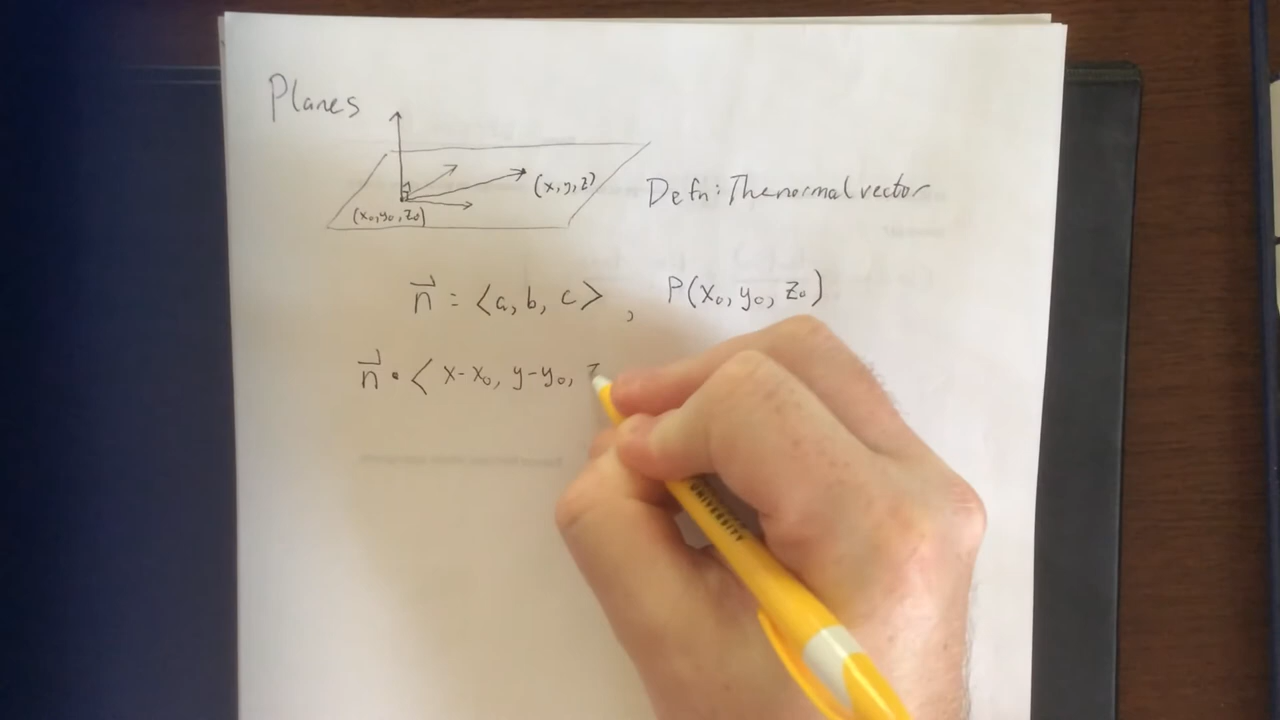 Planes
(x, y, z)
Defn: The normal vector
(x₀, y₀, z₀)
n⃗ = <a, b, c> , P(x₀, y₀, z₀)
n⃗ • < x-x₀, y-y₀, z